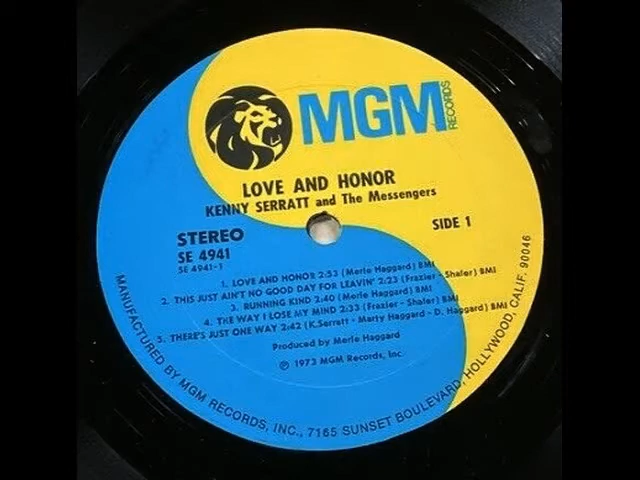 MGM
RECORDS
LOVE AND HONOR
KENNY SERRATT and The Messengers
STEREO
SIDE 1
SE 4941
SE 4941-1
1. LOVE AND HONOR 2:53 (Merle Haggard) BMI
2. THIS JUST AIN'T NO GOOD DAY FOR LEAVIN' 2:23 (Frazier - Shafer) BMI
3. RUNNING KIND 2:40 (Merle Haggard) BMI
4. THE WAY I LOSE MY MIND 2:33 (Frazier - Shafer) BMI
5. THERE'S JUST ONE WAY 2:42 (K.Serratt - Marty Haggard - D. Haggard) BMI
Produced by Merle Haggard
© 1973 MGM Records, Inc.
MANUFACTURED BY MGM RECORDS, INC., 7165 SUNSET BOULEVARD, HOLLYWOOD, CALIF. 90046